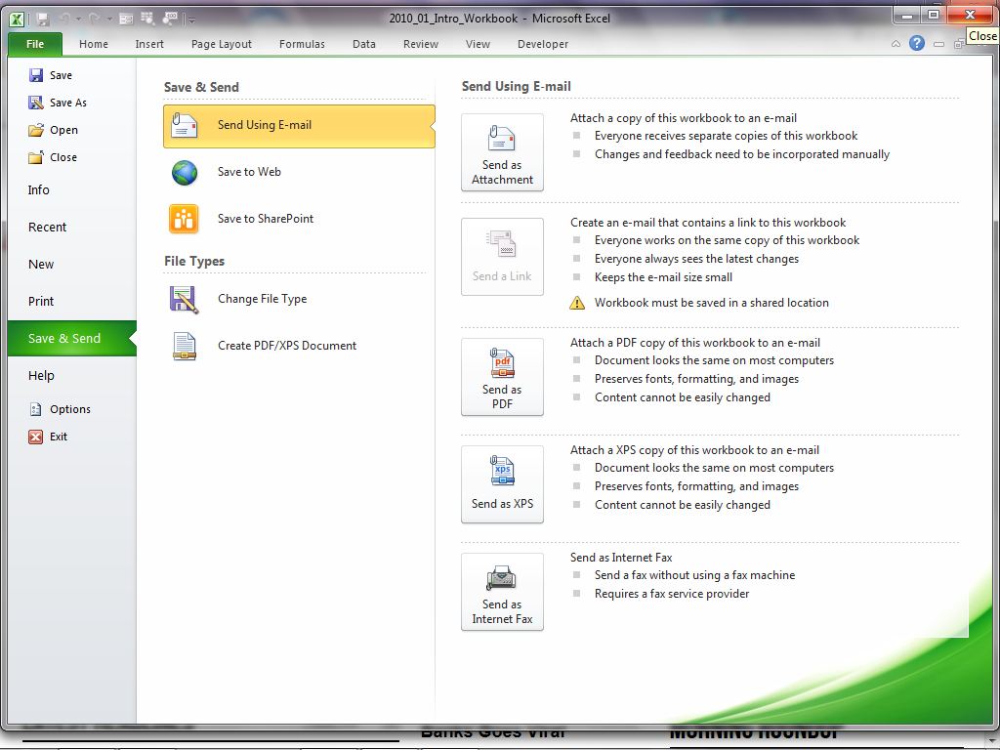 2010_01_Intro_Workbook - Microsoft Excel
File Home Insert Page Layout Formulas Data Review View Developer
Close
Save
Save As
Open
Close
Info
Recent
New
Print
Save & Send
Help
Options
Exit
Save & Send
Send Using E-mail
Save to Web
Save to SharePoint
File Types
Change File Type
Create PDF/XPS Document
Send Using E-mail
Send as
Attachment
Attach a copy of this workbook to an e-mail
Everyone receives separate copies of this workbook
Changes and feedback need to be incorporated manually
Send a Link
Create an e-mail that contains a link to this workbook
Everyone works on the same copy of this workbook
Everyone always sees the latest changes
Keeps the e-mail size small
Workbook must be saved in a shared location
pdf
Send as
PDF
Attach a PDF copy of this workbook to an e-mail
Document looks the same on most computers
Preserves fonts, formatting, and images
Content cannot be easily changed
xps
Send as XPS
Attach a XPS copy of this workbook to an e-mail
Document looks the same on most computers
Preserves fonts, formatting, and images
Content cannot be easily changed
Send as
Internet Fax
Send as Internet Fax
Send a fax without using a fax machine
Requires a fax service provider
Banks Goes Viral
MORNING ROUNDUP